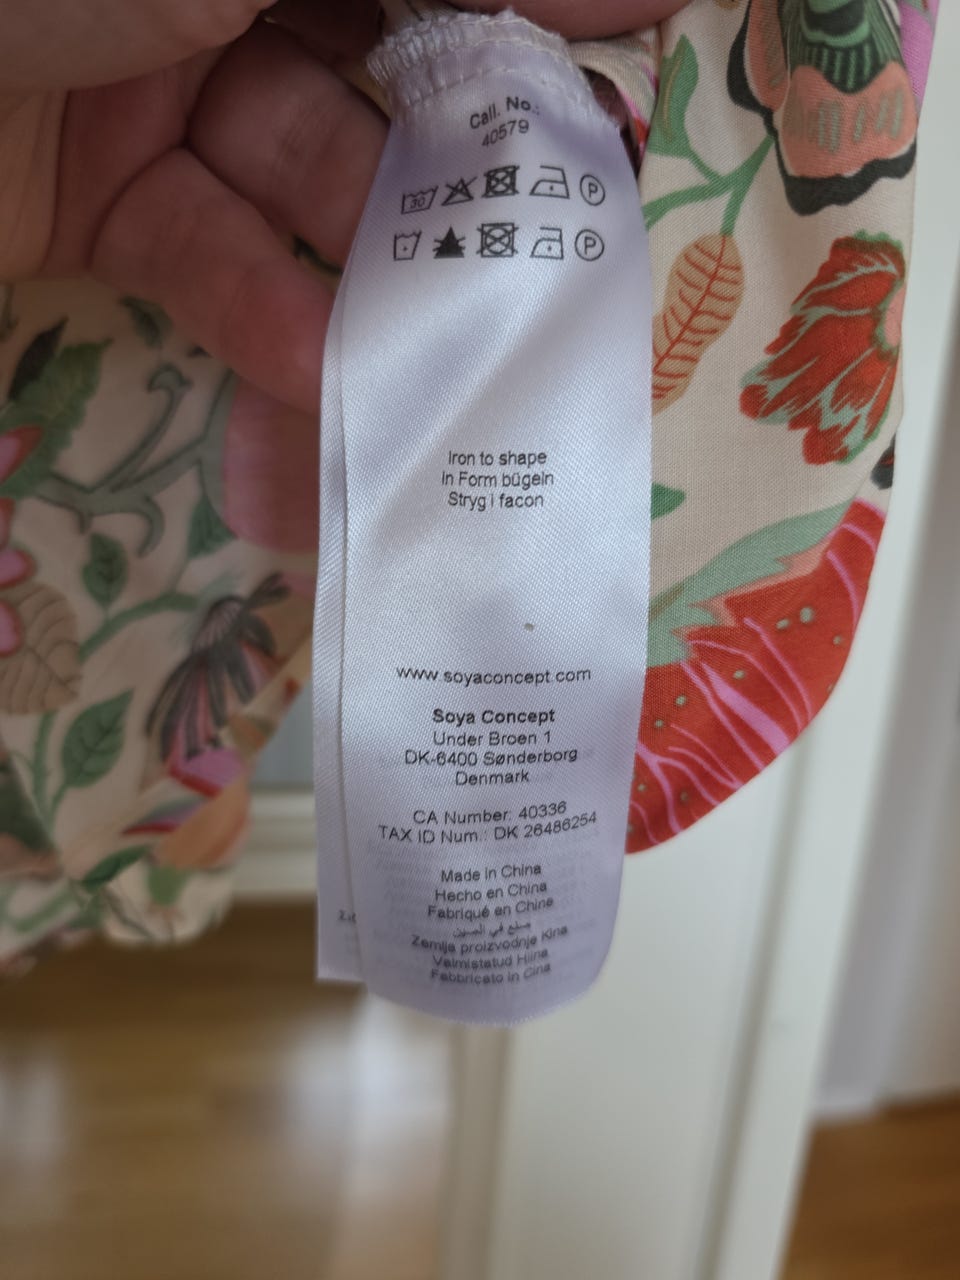 Call. No.:
40579
30 P
P
Iron to shape
In Form bügeln
Stryg i facon
www.soyaconcept.com
Soya Concept
Under Broen 1
DK-6400 Sønderborg
Denmark
CA Number: 40336
TAX ID Num.: DK 26486254
Made in China
Hecho en China
Fabriqué en Chine
صنع في الصين
Zemlja proizvodnje Kina
Valmistatud Hiina
Fabbricato in Cina